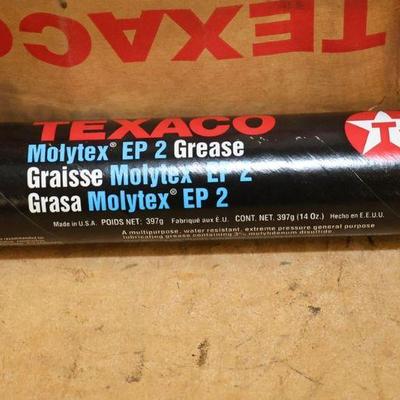 TEXACO
TEXACO
Molytex® EP 2 Grease
Graisse Molytex® EP 2
Grasa Molytex® EP 2
Made in U.S.A. POIDS NET: 397g Fabriqué aux É.U. CONT. NET. 397g (14 Oz.) Hecho en E.E.U.U.
A multipurpose, water resistant, extreme pressure general purpose
lubricating grease containing 3% molybdenum disulfide.